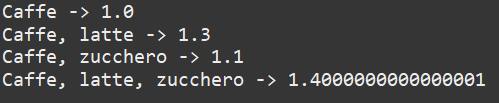 Caffe -> 1.0
Caffe, latte -> 1.3
Caffe, zucchero -> 1.1
Caffe, latte, zucchero -> 1.4000000000000001